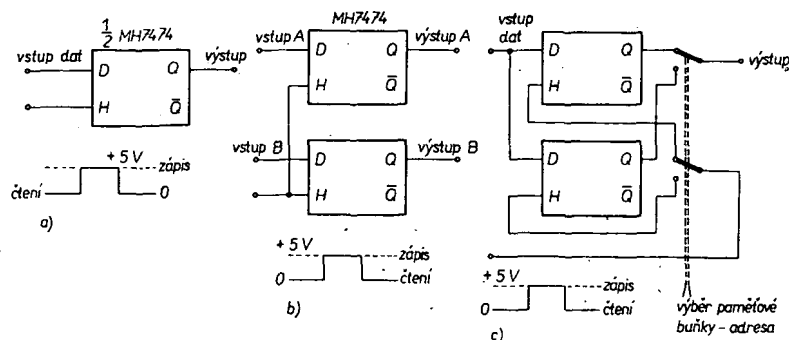 ½ MH7474
vstup dat
D
Q
výstup
H
Q̅
+ 5 V
zápis
čtení
0
a)
MH7474
vstup A
D
Q
výstup A
H
Q̅
vstup B
D
Q
výstup B
H
Q̅
+ 5 V
zápis
0
čtení
b)
vstup
dat
D
Q
H
Q̅
výstup
D
Q
H
Q̅
+ 5 V
zápis
0
čtení
c)
výběr paměťové
buňky - adresa